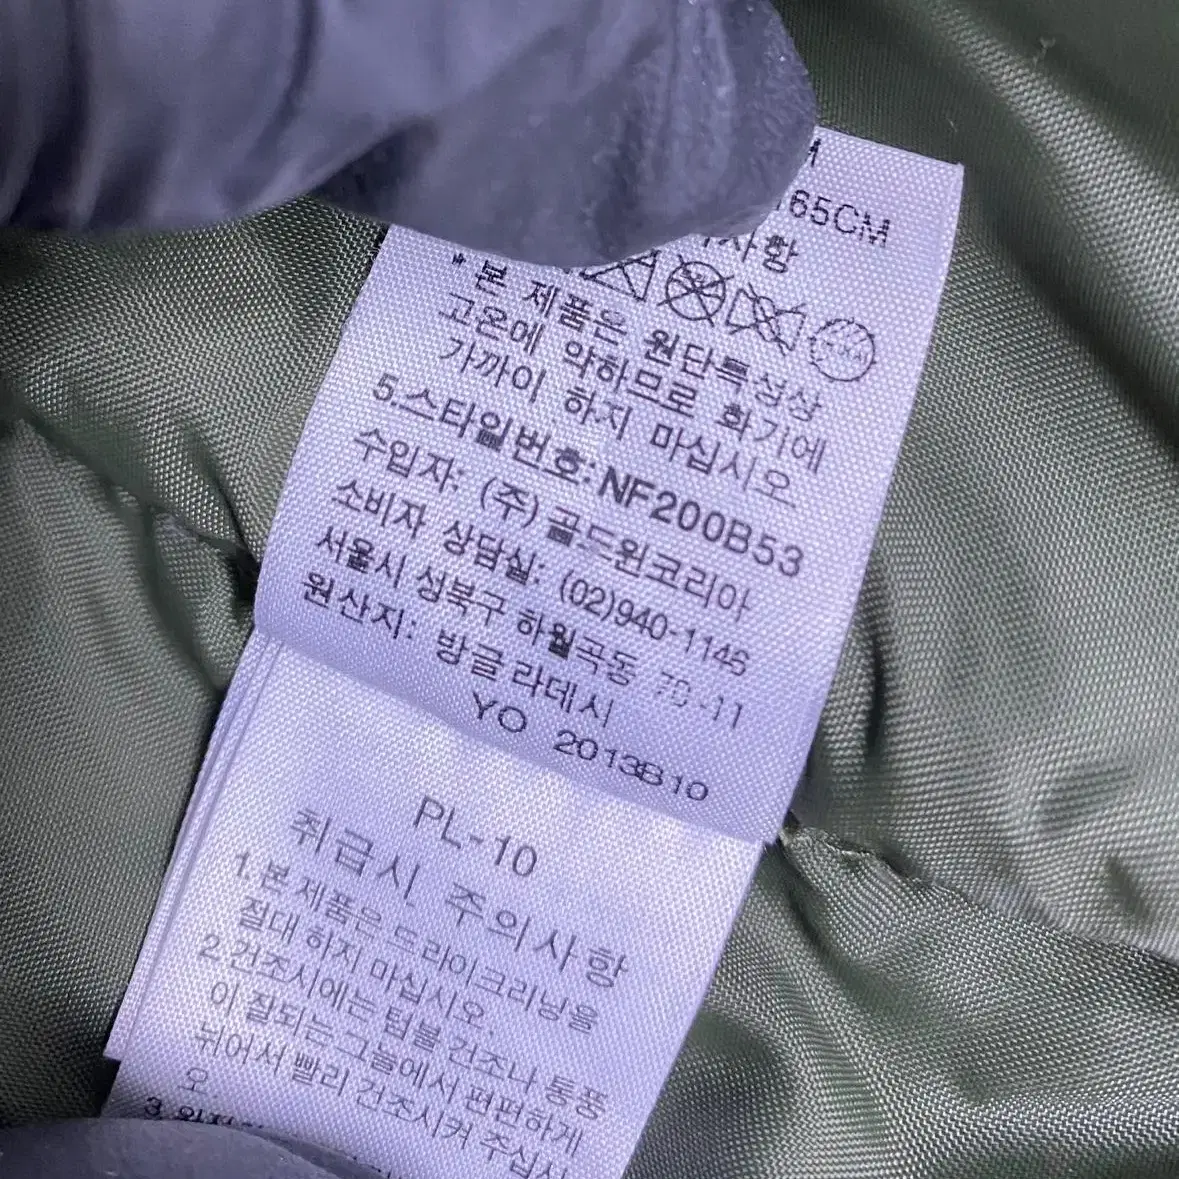 165CM
* 본 제품은 원단특성상
고온에 약하므로 화기에
가까이 하지 마십시오
5.스타일번호:NF200B53
수입자: (주)골드윈코리아
소비자 상담실: (02)940-1146
서울시 성북구 하월곡동
원산지: 방글라데시
YO
PL-10
취급시 주의사항
1.본 제품은 드라이크리닝을
절대 하지 마십시오.
2.건조시에는 텀블 건조나 통풍
이 잘되는 그늘에서 편편하게
뉘어서 빨리 건조시켜 주십시
오.
3.